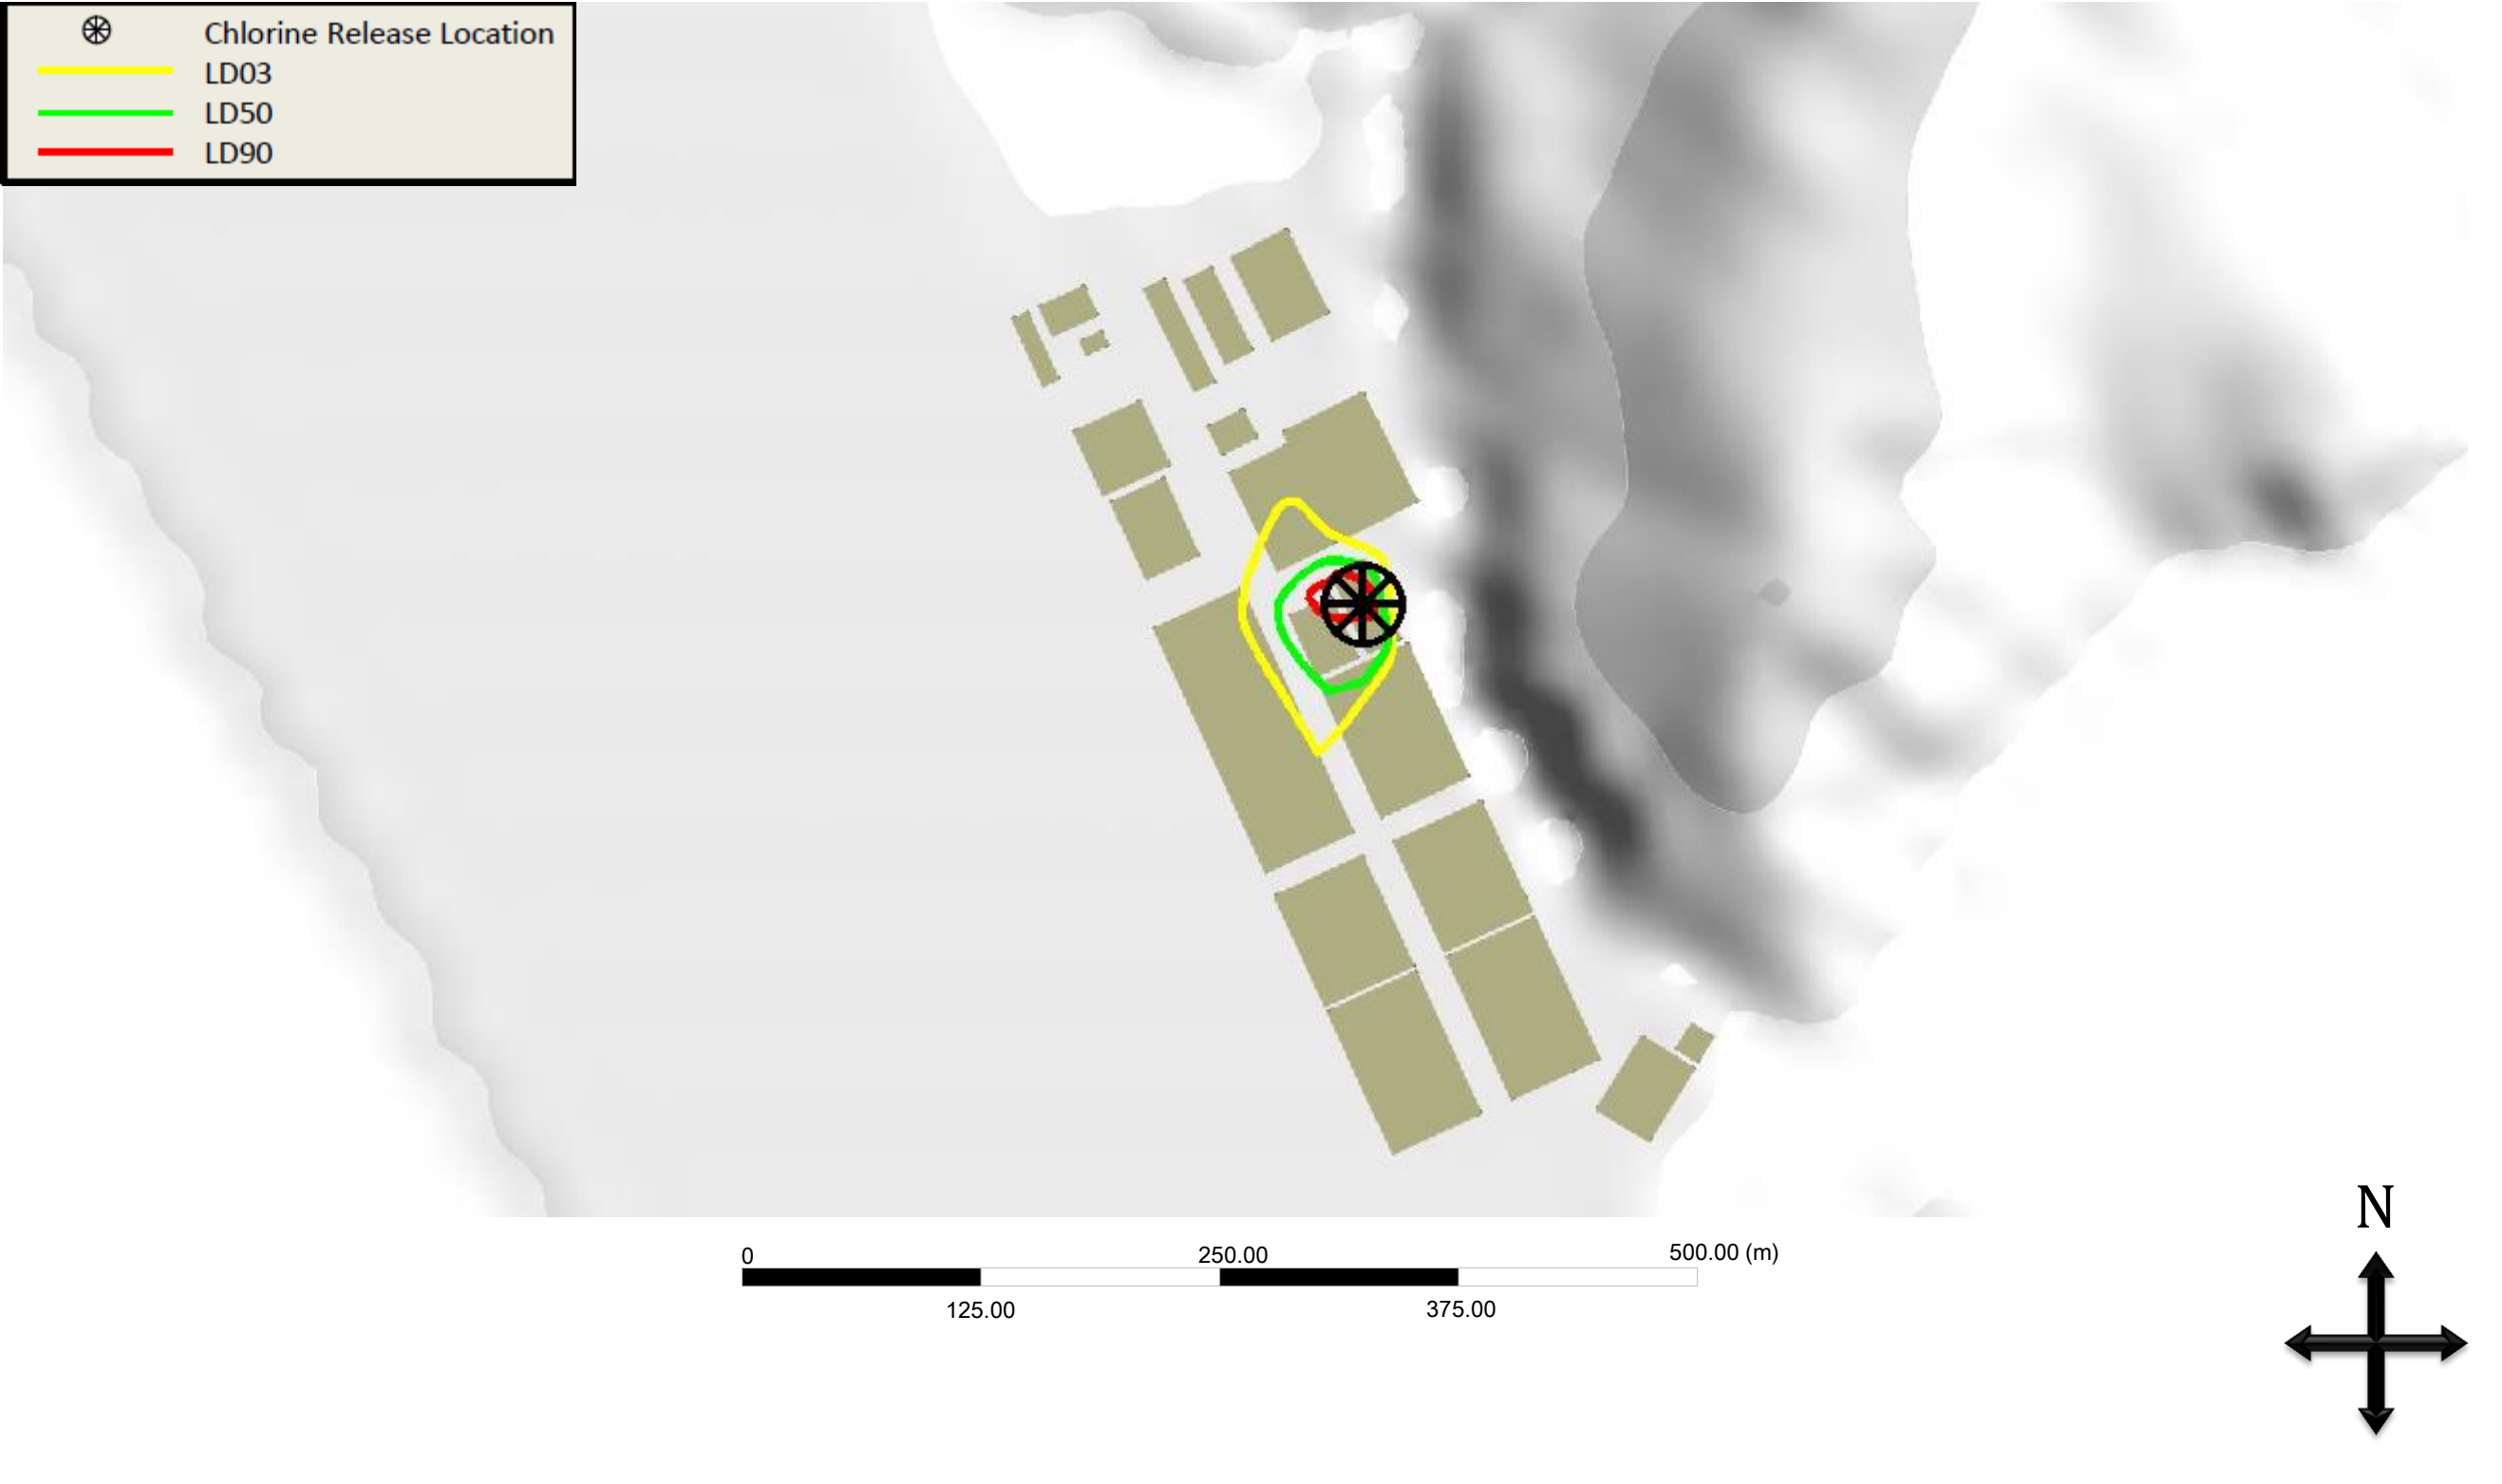 Chlorine Release Location
LD03
LD50
LD90
0
250.00
500.00 (m)
125.00
375.00
N